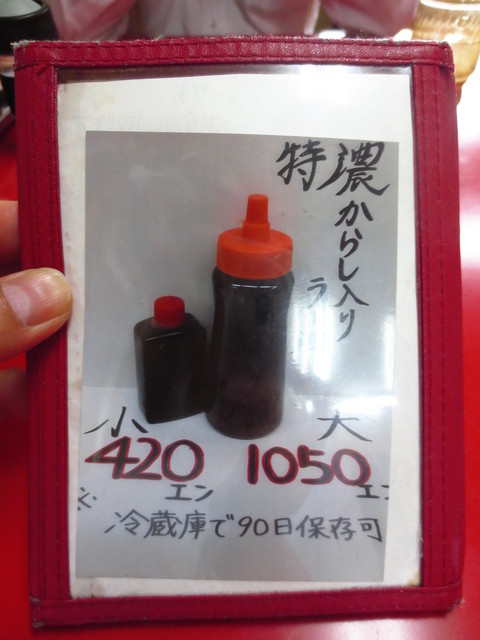 特濃
からし入り
ラ
小 大
420 1050
エン エン
※冷蔵庫で90日保存可